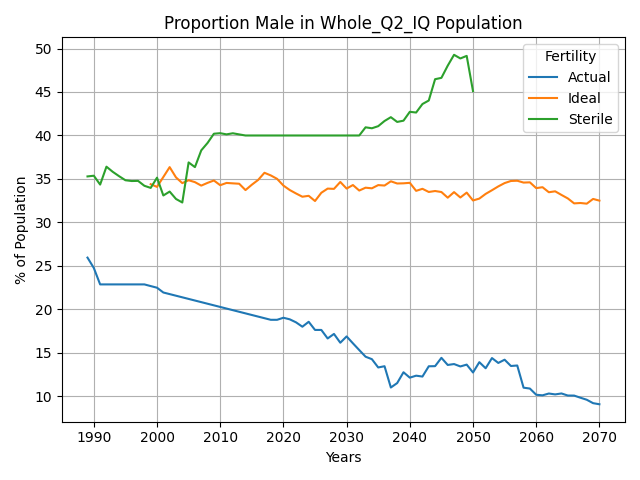 Proportion Male in Whole_Q2_IQ Population
Fertility
Actual
Ideal
Sterile
% of Population
50
45
40
35
30
25
20
15
10
1990 2000 2010 2020 2030 2040 2050 2060 2070
Years